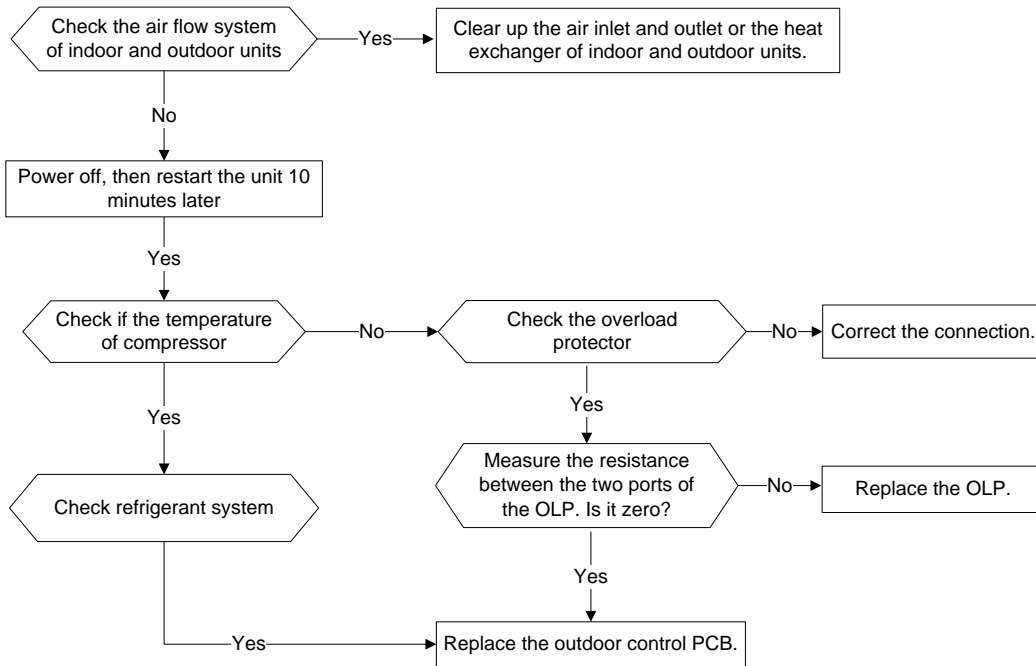 Check the air flow system
of indoor and outdoor units
Yes
Clear up the air inlet and outlet or the heat
exchanger of indoor and outdoor units.
No
Power off, then restart the unit 10
minutes later
Yes
Check if the temperature
of compressor
No
Check the overload
protector
No
Correct the connection.
Yes
Yes
Check refrigerant system
Measure the resistance
between the two ports of
the OLP. Is it zero?
No
Replace the OLP.
Yes
Yes
Replace the outdoor control PCB.